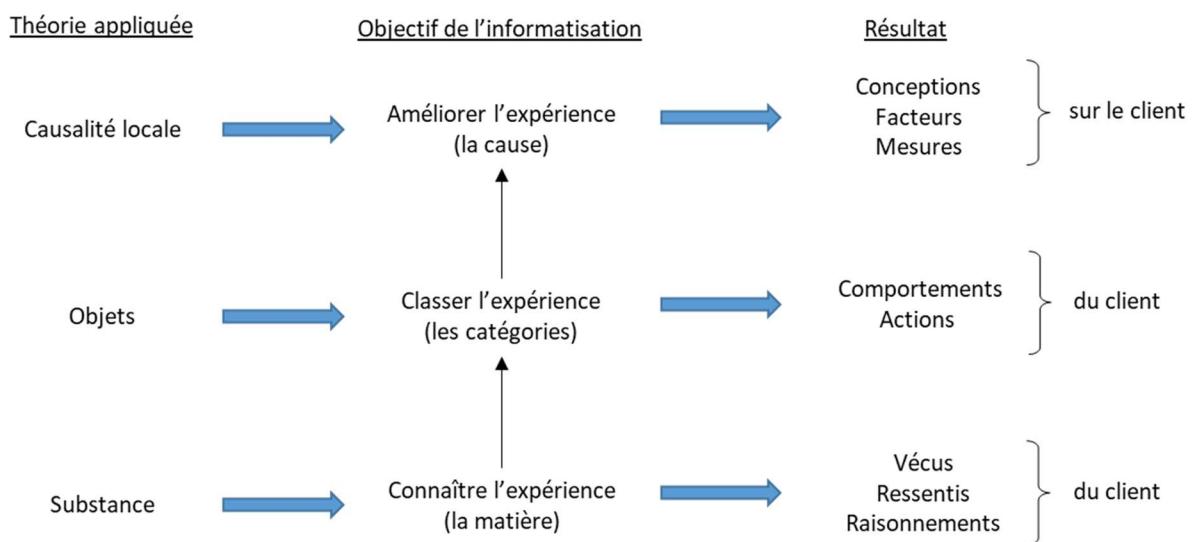 Théorie appliquée
Objectif de l’informatisation
Résultat
Causalité locale
Améliorer l’expérience
(la cause)
Conceptions
Facteurs
Mesures
sur le client
Objets
Classer l’expérience
(les catégories)
Comportements
Actions
du client
Substance
Connaître l’expérience
(la matière)
Vécus
Ressentis
Raisonnements
du client